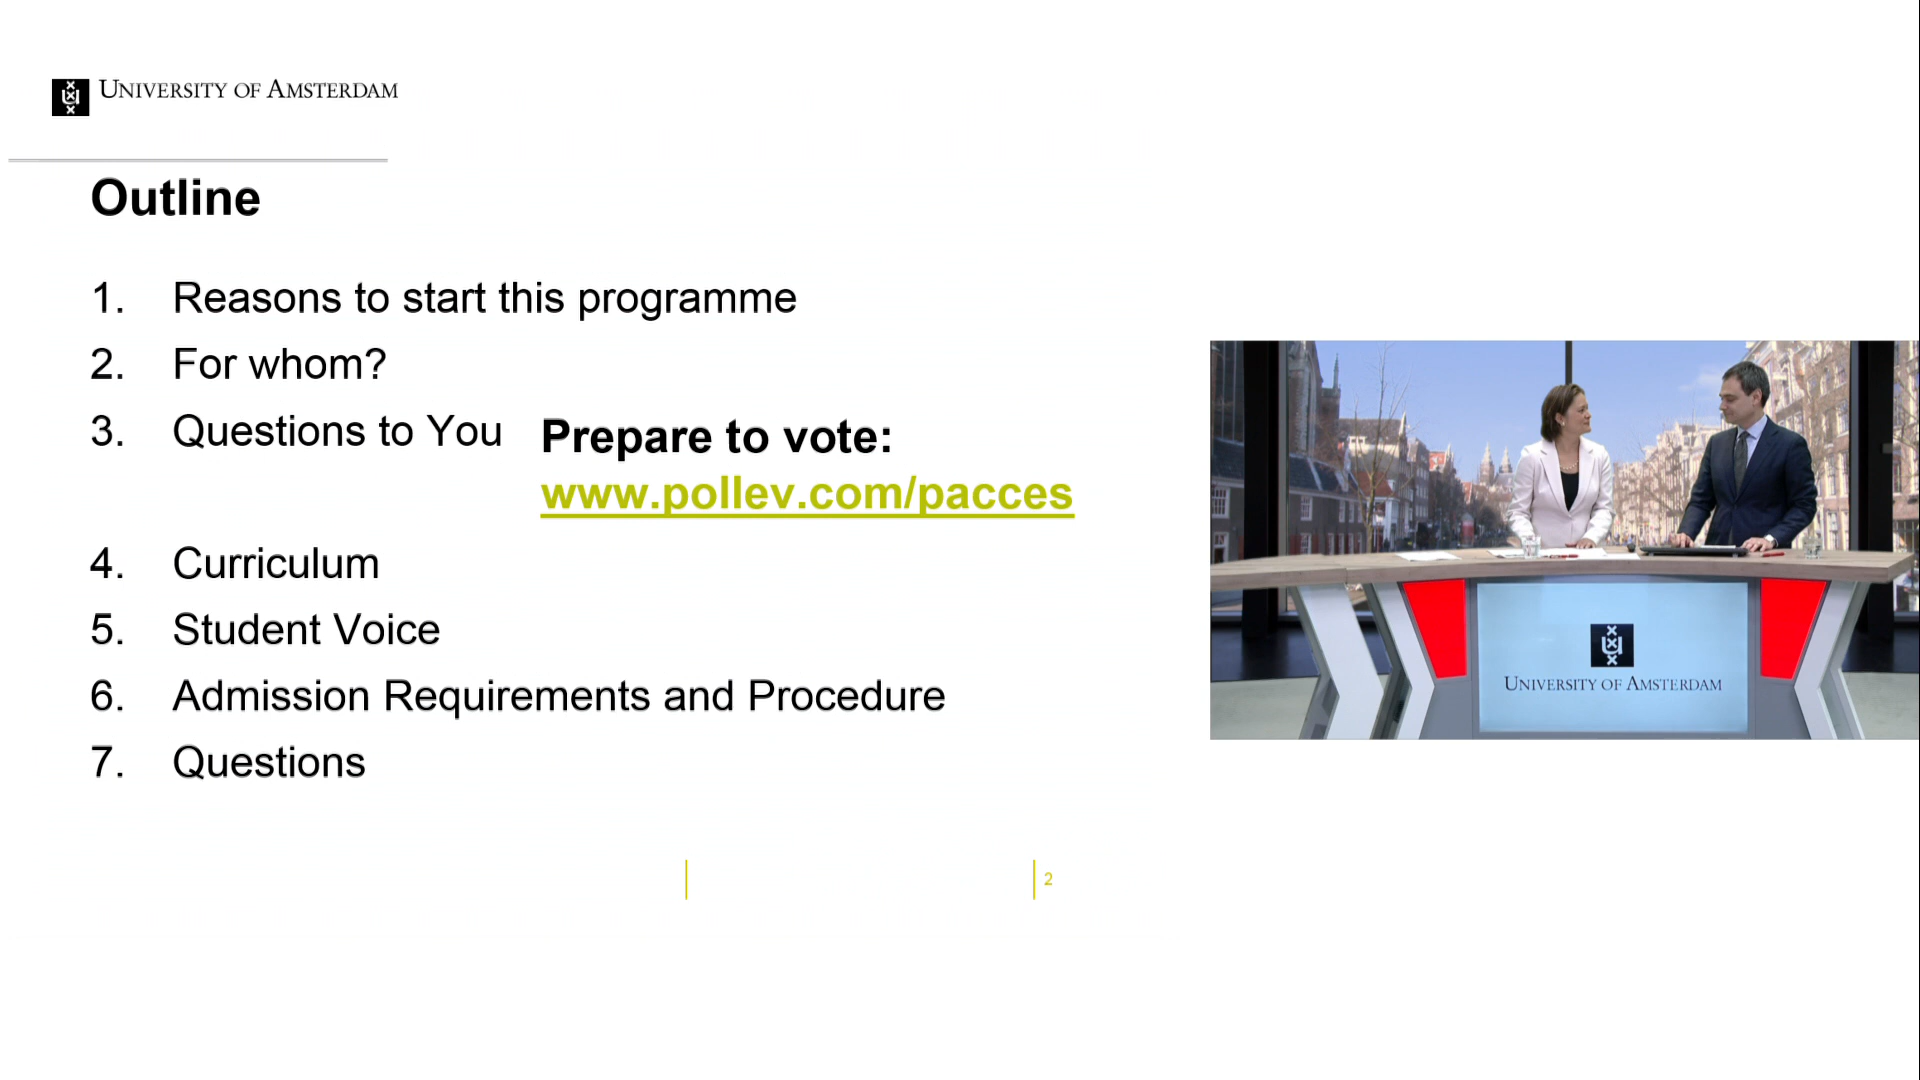 UNIVERSITY OF AMSTERDAM
Outline
1. Reasons to start this programme
2. For whom?
3. Questions to You
Prepare to vote:
www.pollev.com/pacces
4. Curriculum
5. Student Voice
6. Admission Requirements and Procedure
7. Questions
2
UNIVERSITY OF AMSTERDAM